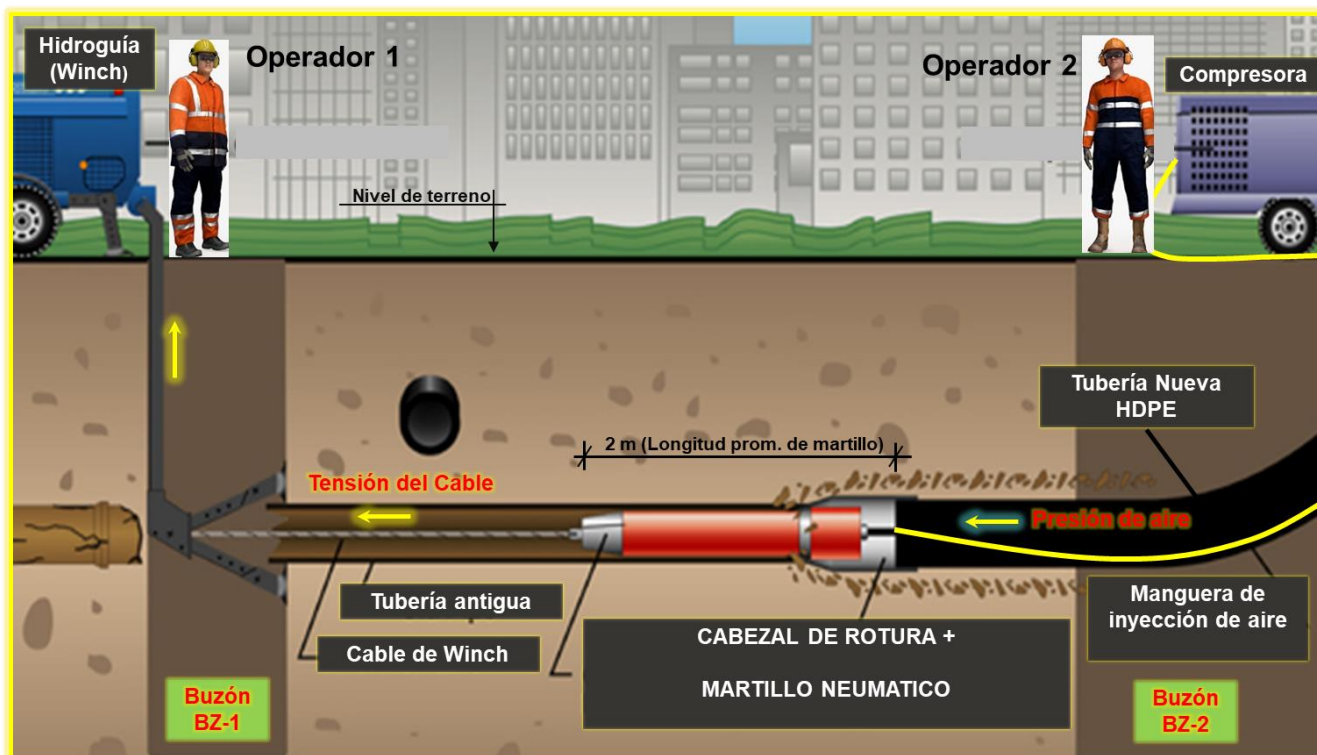 Hidroguía
(Winch)
Operador 1
Operador 2
Compresora
Nivel de terreno
Tubería Nueva
HDPE
2 m (Longitud prom. de martillo)
Tensión del Cable
Presión de aire
Tubería antigua
Cable de Winch
CABEZAL DE ROTURA +
MARTILLO NEUMATICO
Manguera de
inyección de aire
Buzón
BZ-1
Buzón
BZ-2